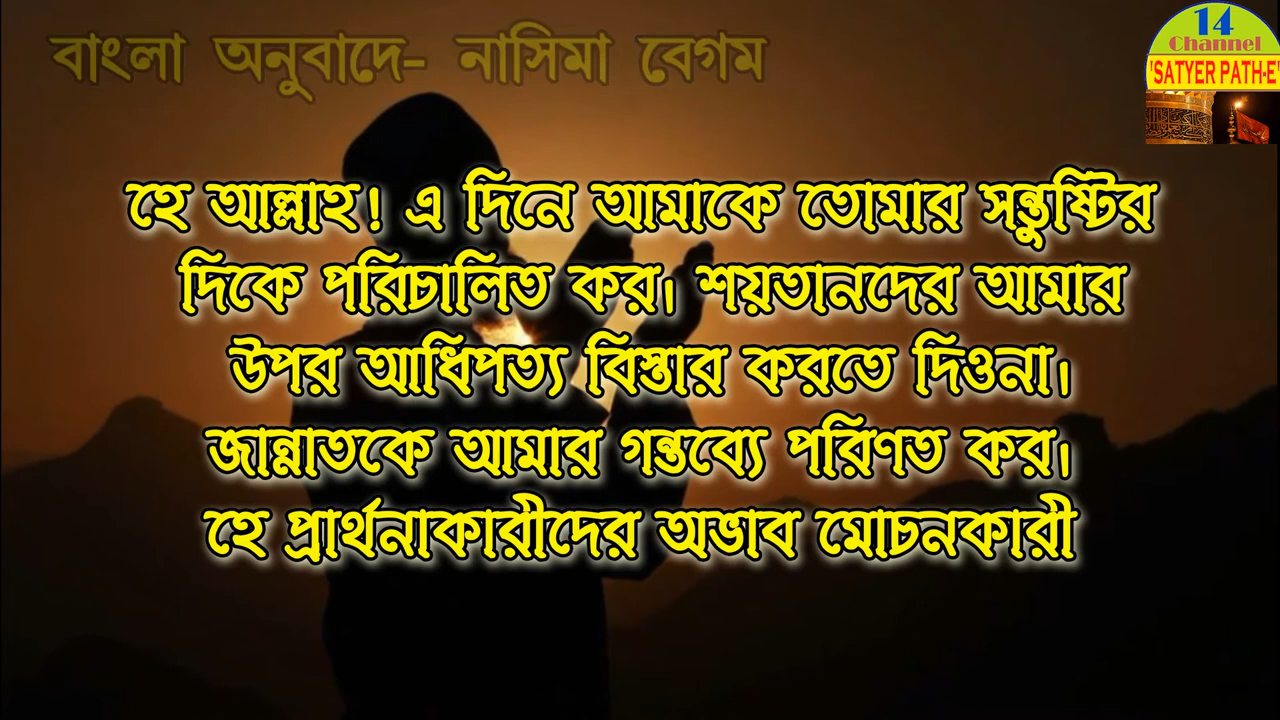 বাংলা অনুবাদে- নাসিমা বেগম
14
Channel
'SATYER PATH-E'
হে আল্লাহ! এ দিনে আমাকে তোমার সন্তুষ্টির
দিকে পরিচালিত কর। শয়তানদের আমার
উপর আধিপত্য বিস্তার করতে দিওনা।
জান্নাতকে আমার গন্তব্যে পরিণত কর।
হে প্রার্থনাকারীদের অভাব মোচনকারী